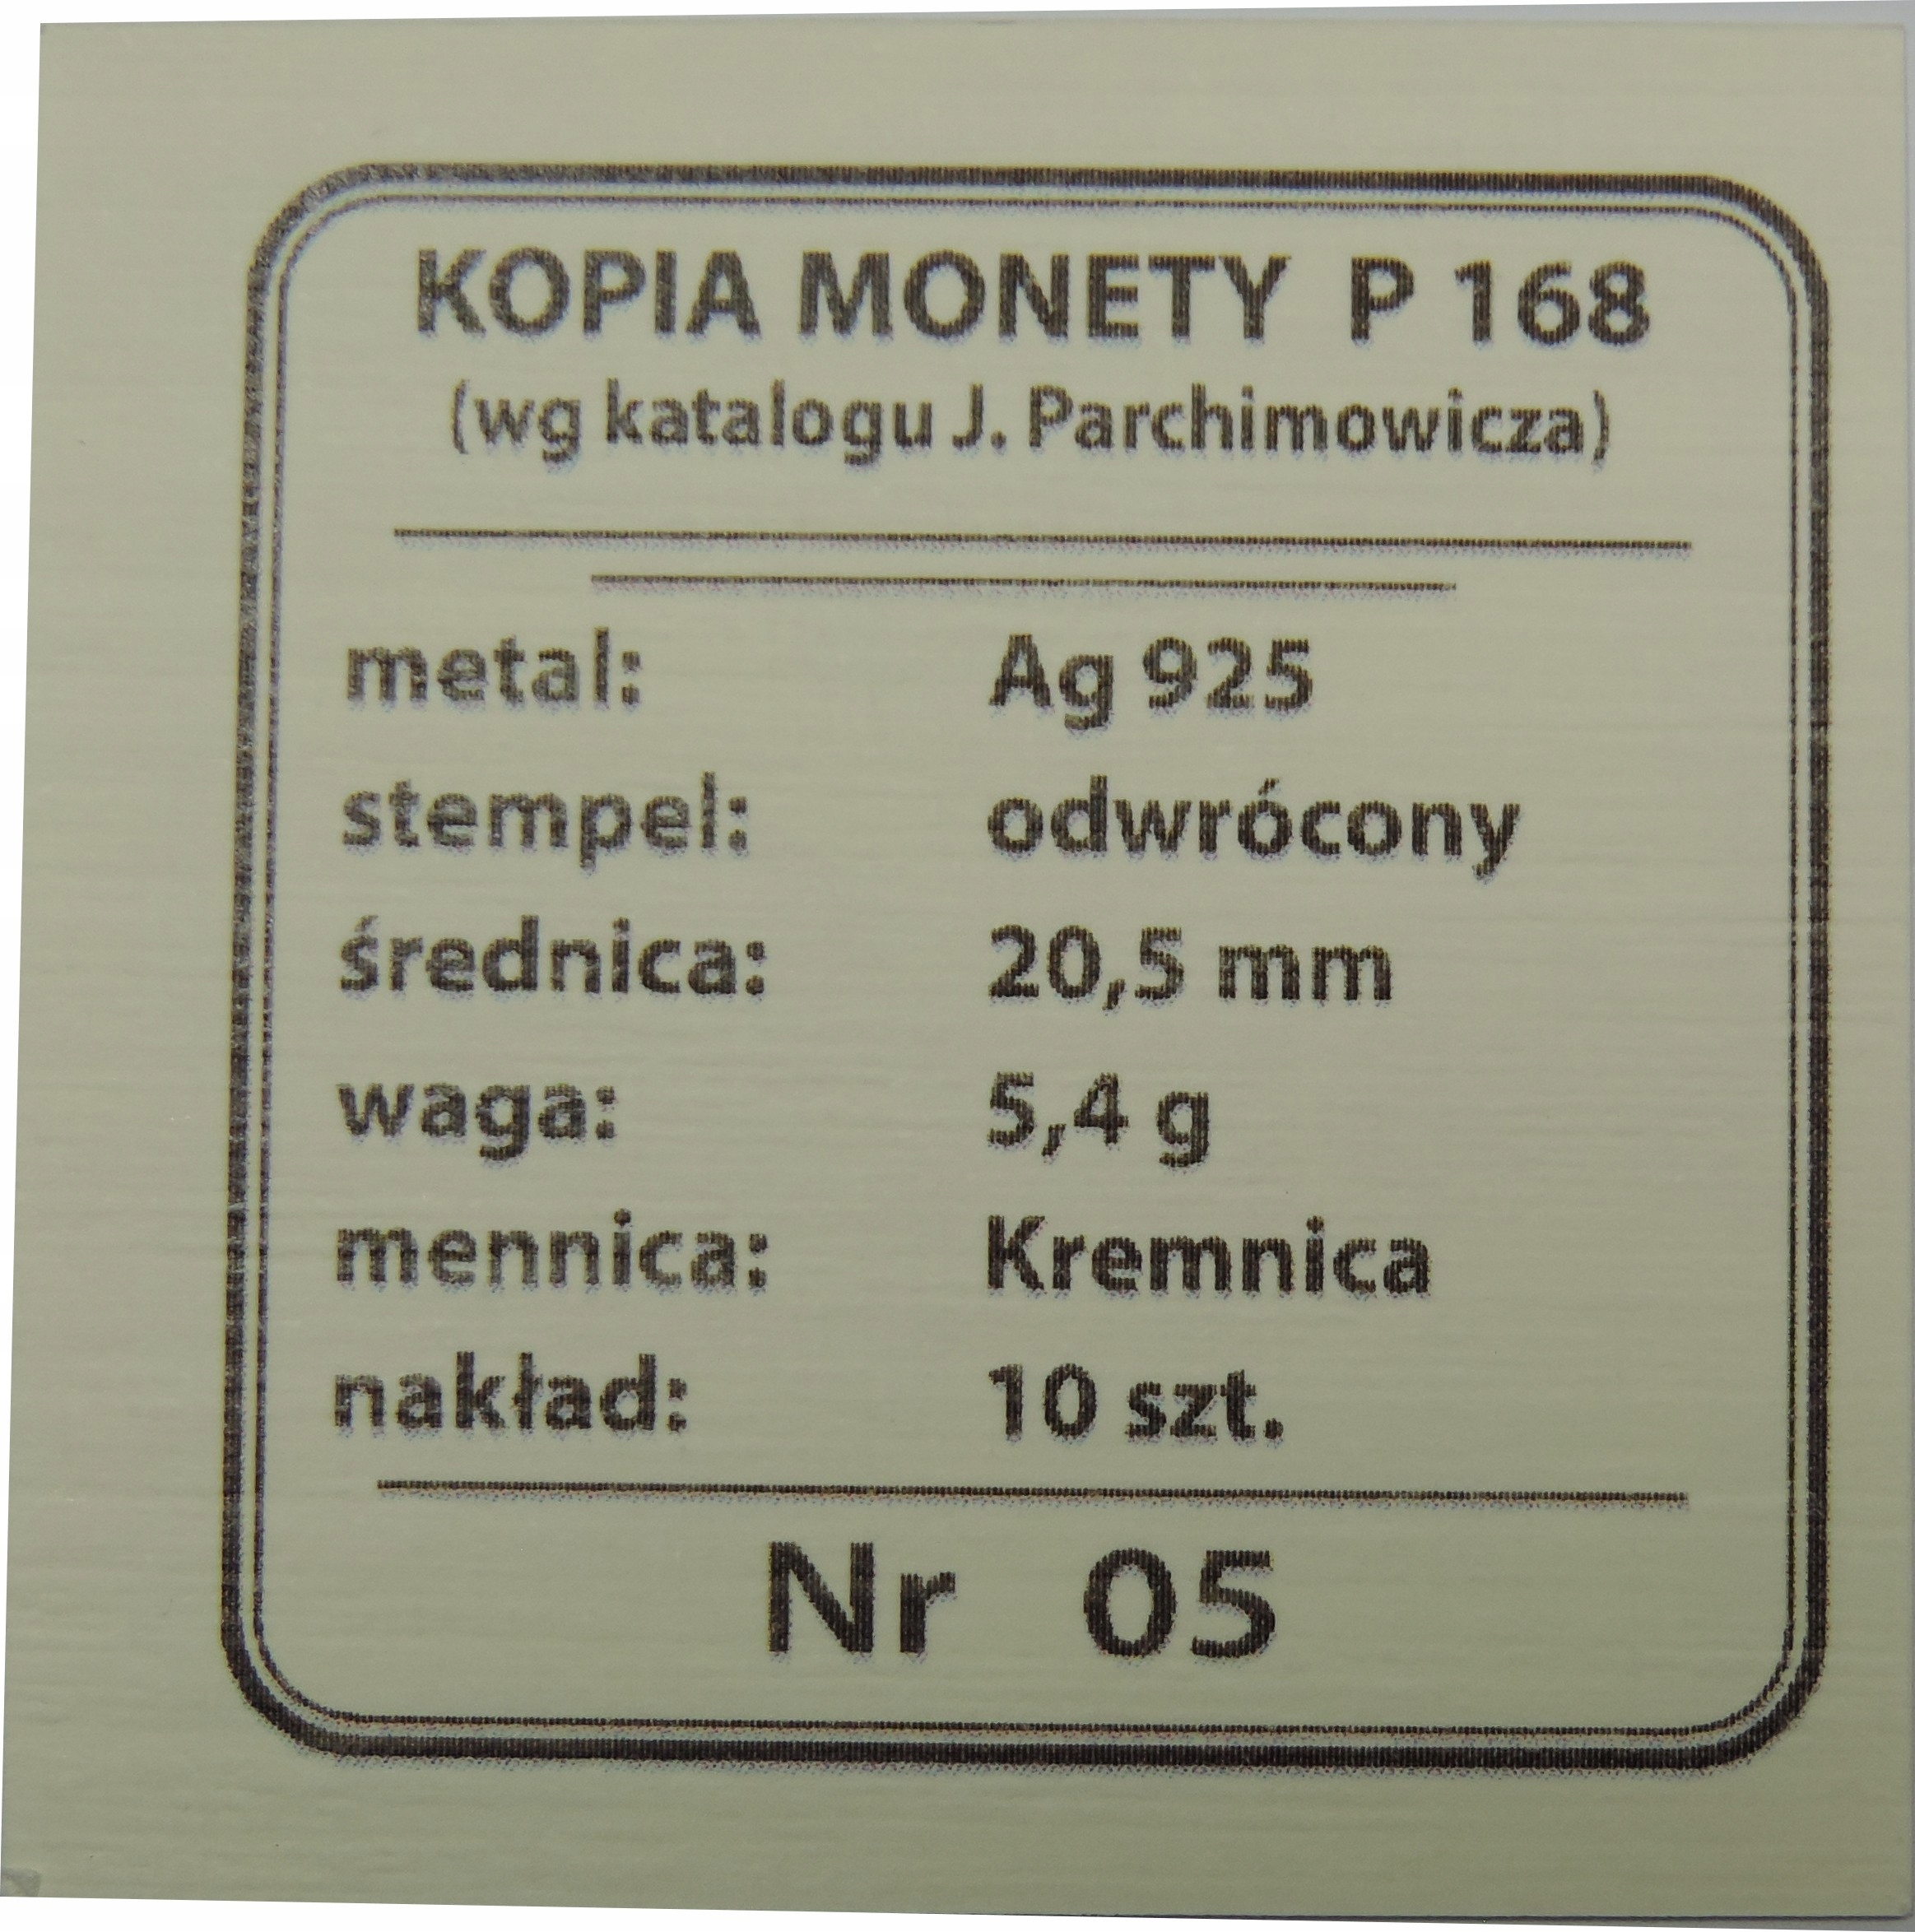 KOPIA MONETY P 168
(wg katalogu J. Parchimowicza)
metal: Ag 925
stempel: odwrócony
średnica: 20,5 mm
waga: 5,4 g
mennica: Kremnica
nakład: 10 szt.
Nr 05